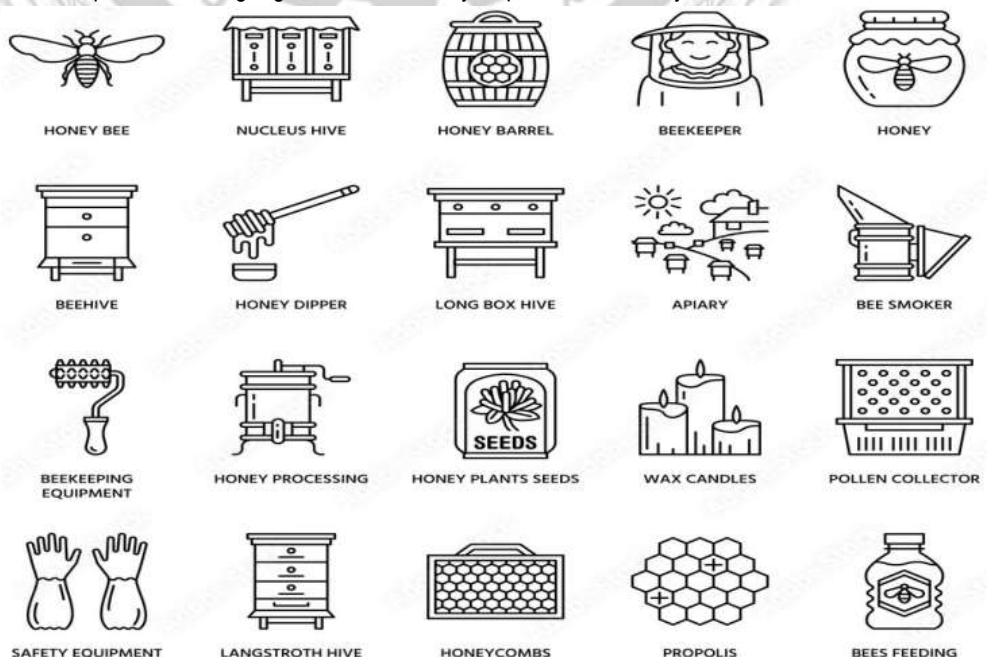 HONEY BEE
NUCLEUS HIVE
HONEY BARREL
BEEKEEPER
HONEY
BEEHIVE
HONEY DIPPER
LONG BOX HIVE
APIARY
BEE SMOKER
SEEDS
BEEKEEPING
EQUIPMENT
HONEY PROCESSING
HONEY PLANTS SEEDS
WAX CANDLES
POLLEN COLLECTOR
SAFETY EQUIPMENT
LANGSTROTH HIVE
HONEYCOMBS
PROPOLIS
BEES FEEDING